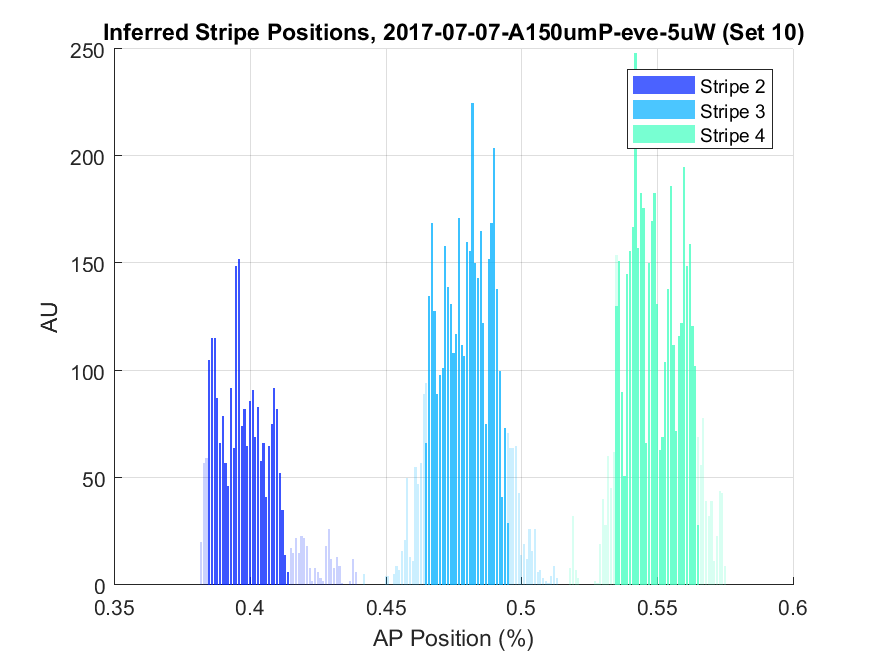 Inferred Stripe Positions, 2017-07-07-A150umP-eve-5uW (Set 10)
250
200
150
100
50
0
AU
Stripe 2
Stripe 3
Stripe 4
0.35
0.4
0.45
0.5
0.55
0.6
AP Position (%)